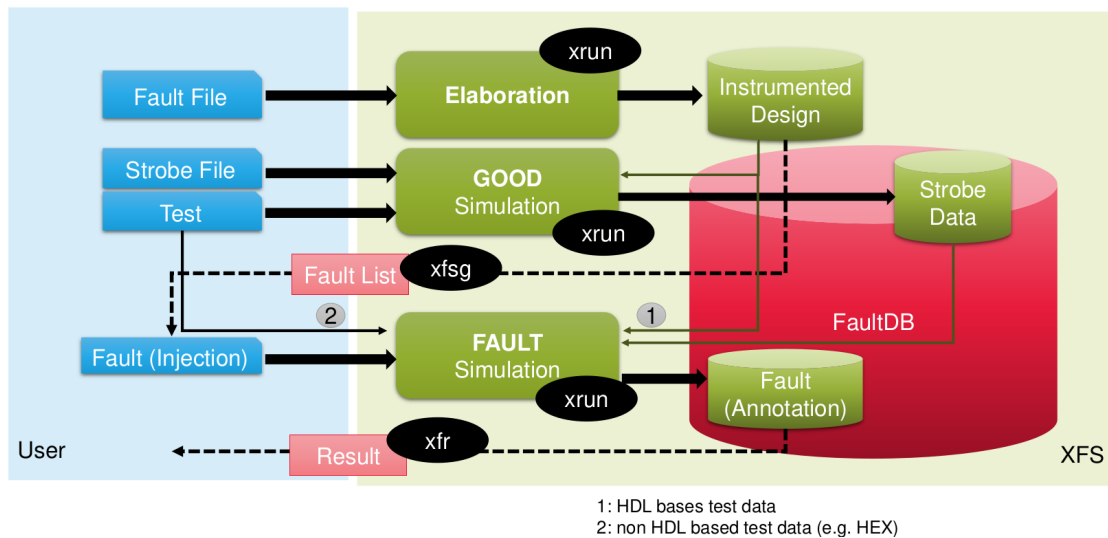 xrun
Fault File
Elaboration
Instrumented
Design
Strobe File
GOOD
Simulation
Test
xrun
Strobe
Data
Fault List
xfsg
2
1
FaultDB
Fault (Injection)
FAULT
Simulation
xrun
Fault
(Annotation)
User
Result
xfr
XFS
1: HDL bases test data
2: non HDL based test data (e.g. HEX)